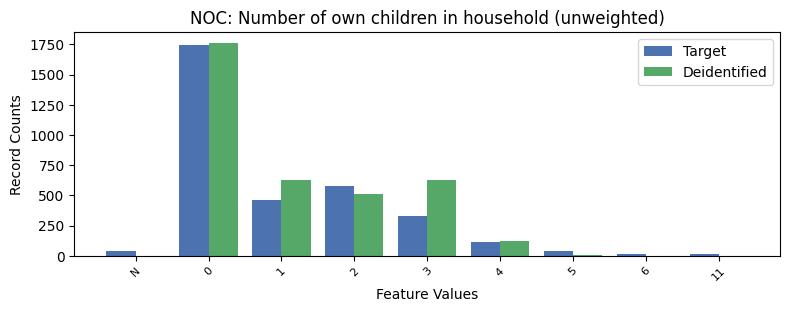 NOC: Number of own children in household (unweighted)
Target
Deidentified
Record Counts
1750
1500
1250
1000
750
500
250
0
N 0 1 2 3 4 5 6 11
Feature Values